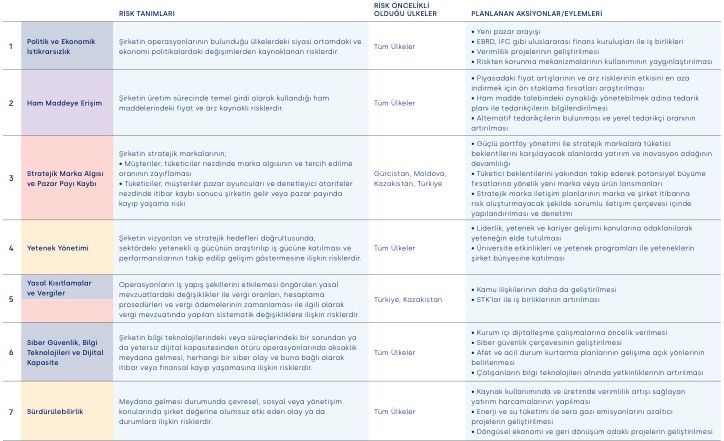 RİSK TANIMLARI
RİSK ÖNCELİKLİ
OLDUĞU ÜLKELER
PLANLANAN AKSİYONLAR/EYLEMLERİ
1
Politik ve Ekonomik
İstikrarsızlık
Şirketin operasyonlarının bulunduğu ülkelerdeki siyasi ortamdaki ve
ekonomi politikalardaki değişimlerden kaynaklanan risklerdir.
Tüm Ülkeler
• Yeni pazar arayışı
• EBRD, IFC gibi uluslararası finans kuruluşları ile iş birlikleri
• Verimlilik projelerinin geliştirilmesi
• Riskten korunma mekanizmalarının kullanımının yaygınlaştırılması
2
Ham Maddeye Erişim
Şirketin üretim sürecinde temel girdi olarak kullandığı ham
maddelerindeki fiyat ve arz kaynaklı risklerdir.
Tüm Ülkeler
• Piyasadaki fiyat artışlarının ve arz risklerinin etkisini en aza
indirmek için ön stoklama fırsatları araştırılması
• Ham madde talebindeki oynaklığı yönetebilmek adına tedarik
planı ile tedarikçilerin bilgilendirilmesi
• Alternatif tedarikçilerin bulunması ve yerel tedarikçi oranının
artırılması
3
Stratejik Marka Algısı
ve Pazar Payı Kaybı
Şirketin stratejik markalarının;
• Müşteriler, tüketiciler nezdinde marka algısının ve tercih edilme
oranının zayıflaması
• Tüketiciler, müşteriler pazar oyuncuları ve denetleyici otoriteler
nezdinde itibar kaybı sonucu şirketin gelir veya pazar payında
kayıp yaşama riski
Gürcistan, Moldova,
Kazakistan, Türkiye
• Güçlü portföy yönetimi ile stratejik markalara tüketici
beklentilerini karşılayacak alanlarda yatırım ve inovasyon odağının
devamlılığı
• Tüketici beklentilerini yakından takip ederek potansiyel büyüme
fırsatlarına yönelik yeni marka veya ürün lansmanları
• Stratejik marka iletişim planlarının marka ve şirket itibarına
risk oluşturmayacak şekilde sorumlu iletişim çerçevesi içinde
yapılandırılması ve denetimi
4
Yetenek Yönetimi
Şirketin vizyonları ve stratejik hedefleri doğrultusunda,
sektördeki yetenekli iş gücünün araştırılıp iş gücüne katılması ve
performanslarının takip edilip gelişim göstermesine ilişkin risklerdir.
Tüm Ülkeler
• Liderlik, yetenek ve kariyer gelişimi konularına odaklanılarak
yeteneğin elde tutulması
• Üniversite etkinlikleri ve yetenek programları ile yeteneklerin
şirket bünyesine katılması
5
Yasal Kısıtlamalar
ve Vergiler
Operasyonların iş yapış şekillerini etkilemesi öngörülen yasal
mevzuatlardaki değişiklikler ile vergi oranları, hesaplama
prosedürleri ve vergi ödemelerinin zamanlaması ile ilgili olarak
vergi mevzuatında yapılan sistematik değişikliklere ilişkin risklerdir.
Türkiye, Kazakistan
• Kamu ilişkilerinin daha da geliştirilmesi
• STK'lar ile iş birliklerinin artırılması
6
Siber Güvenlik, Bilgi
Teknolojileri ve Dijital
Kapasite
Şirketin bilgi teknolojilerindeki veya süreçlerindeki bir sorundan ya
da yetersiz dijital kapasitesinden ötürü operasyonlarında aksaklık
meydana gelmesi, herhangi bir siber olay ve buna bağlı olarak
itibar veya finansal kayıp yaşamasına ilişkin risklerdir.
Tüm Ülkeler
• Kurum içi dijitalleşme çalışmalarına öncelik verilmesi
• Siber güvenlik çerçevesinin geliştirilmesi
• Afet ve acil durum kurtarma planlarının gelişime açık yönlerinin
belirlenmesi
• Çalışanların bilgi teknolojileri alnında yetkinliklerinin artırılması
7
Sürdürülebilirlik
Meydana gelmesi durumunda çevresel, sosyal veya yönetişim
konularında şirket değerine olumsuz etki eden olay ya da
durumlara ilişkin risklerdir.
Tüm Ülkeler
• Kaynak kullanımında ve üretimde verimlilik artışı sağlayan
yatırım harcamalarının yapılması
• Enerji ve su tüketimi ile sera gazı emisyonlarını azaltıcı
projelerin geliştirilmesi
• Döngüsel ekonomi ve geri dönüşüm odaklı projelerin geliştirilmesi